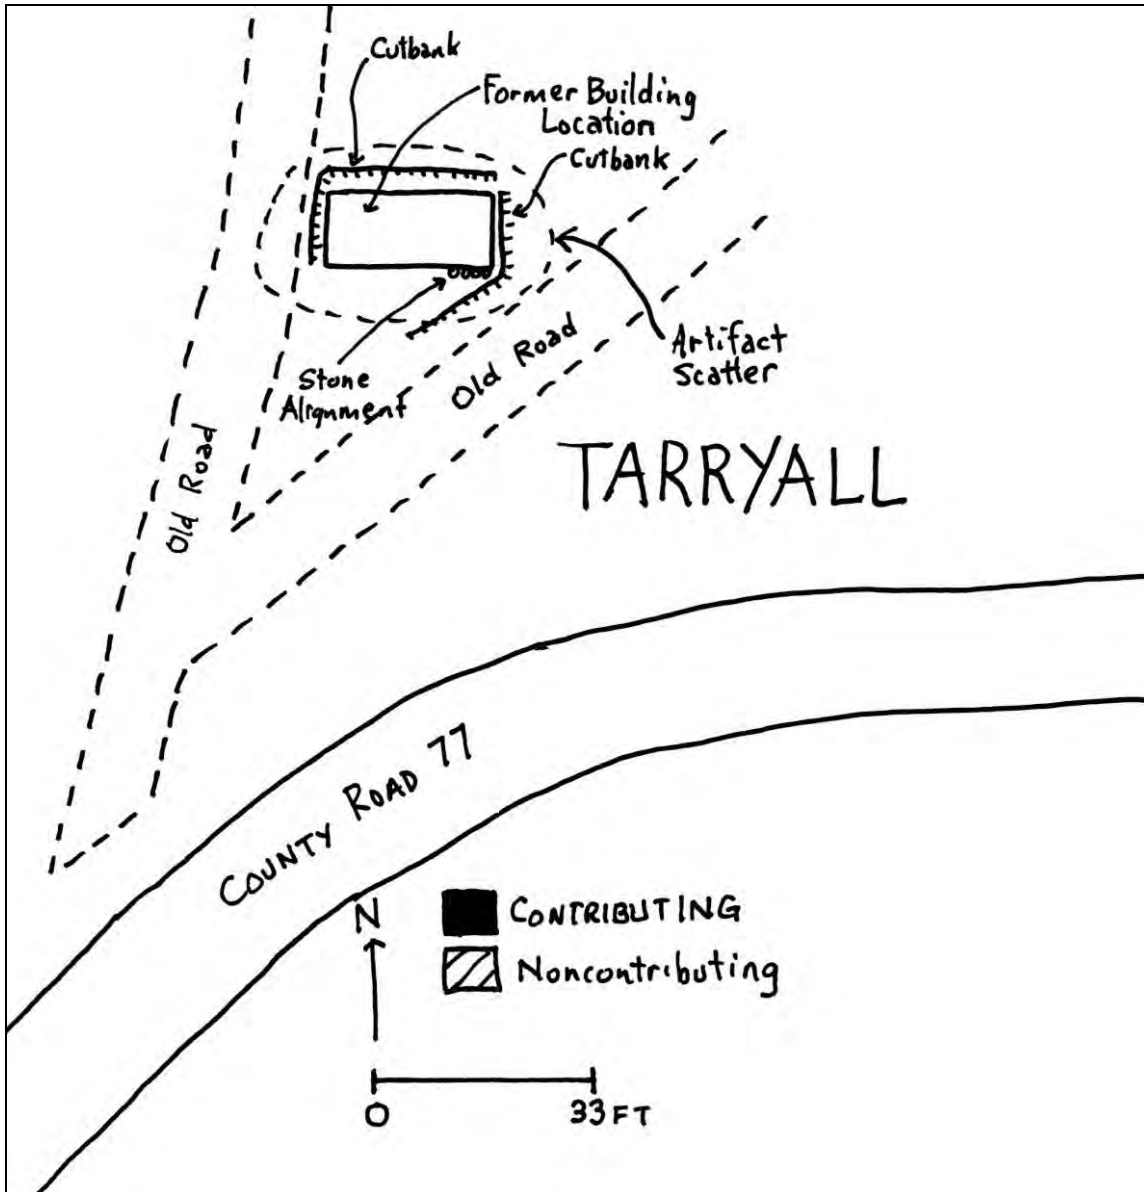 Cutbank
Former Building
Location
Cutbank
Artifact
Scatter
Stone
Alignment
Old Road
Old Road
TARRYALL
COUNTY ROAD 77
N
CONTRIBUTING
Noncontributing
0
33 FT